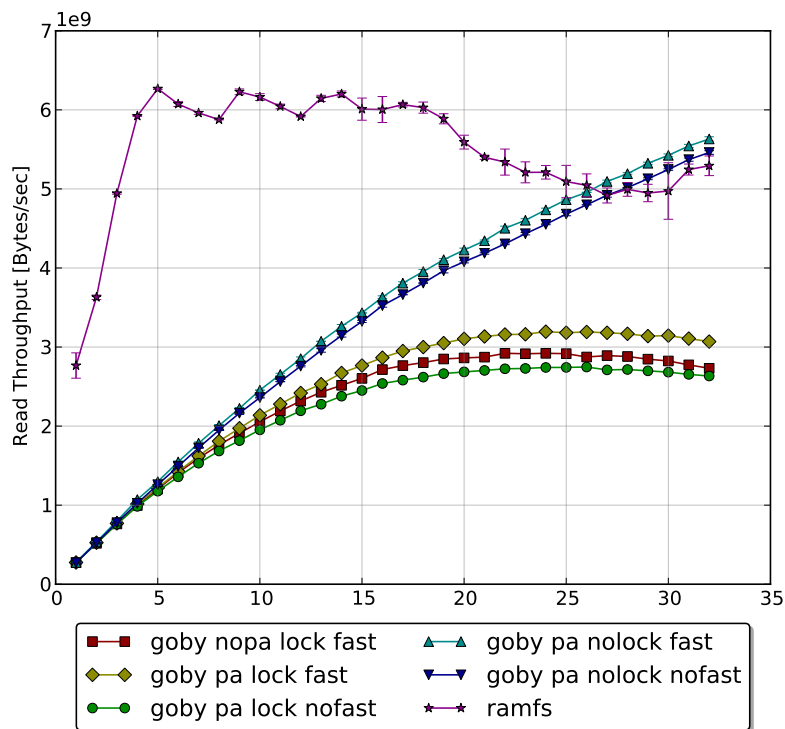 1e9
7
6
5
4
3
2
1
0
Read Throughput [Bytes/sec]
0 5 10 15 20 25 30 35
goby nopa lock fast
goby pa lock fast
goby pa lock nofast
goby pa nolock fast
goby pa nolock nofast
ramfs